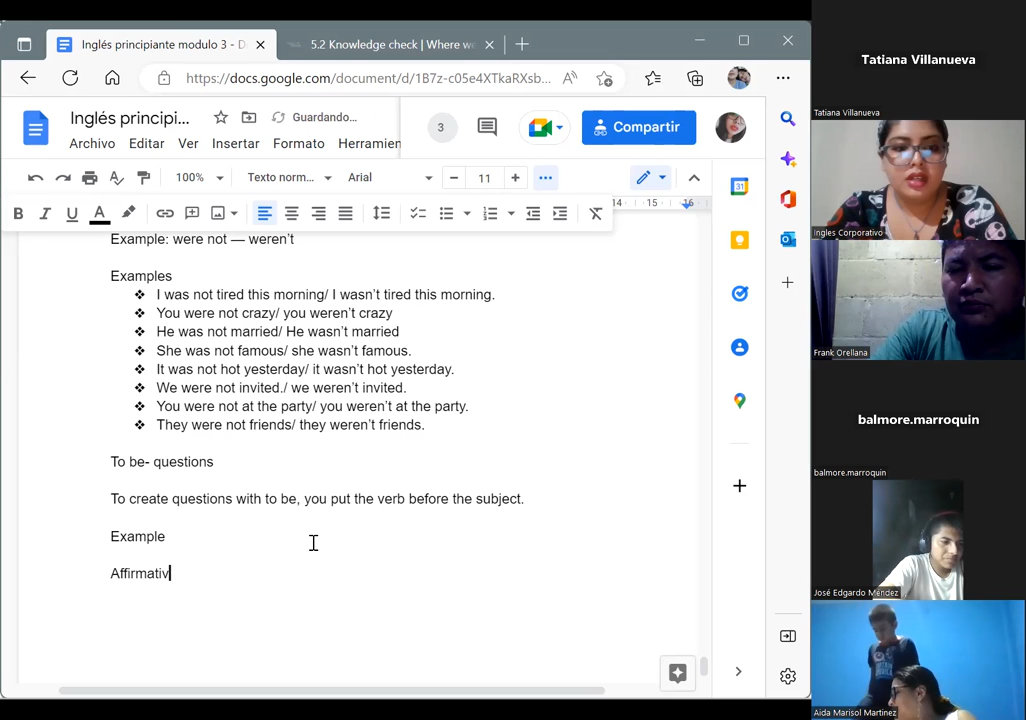 Inglés principiante modulo 3 - D
5.2 Knowledge check | Where we
https://docs.google.com/document/d/1B7z-c05e4XTkaRXsb...
Inglés principi...
Guardando...
3
Compartir
Archivo Editar Ver Insertar Formato Herramien
100% Texto norm... Arial 11
14 15 16
Example: were not — weren't
Examples
❖ I was not tired this morning/ I wasn't tired this morning.
❖ You were not crazy/ you weren't crazy
❖ He was not married/ He wasn't married
❖ She was not famous/ she wasn't famous.
❖ It was not hot yesterday/ it wasn't hot yesterday.
❖ We were not invited./ we weren't invited.
❖ You were not at the party/ you weren't at the party.
❖ They were not friends/ they weren't friends.
To be- questions
To create questions with to be, you put the verb before the subject.
Example
Affirmativ
Tatiana Villanueva
Tatiana Villanueva
Ingles Corporativo
Frank Orellana
balmore.marroquin
balmore.marroquin
José Edgardo Méndez
Aida Marisol Martinez